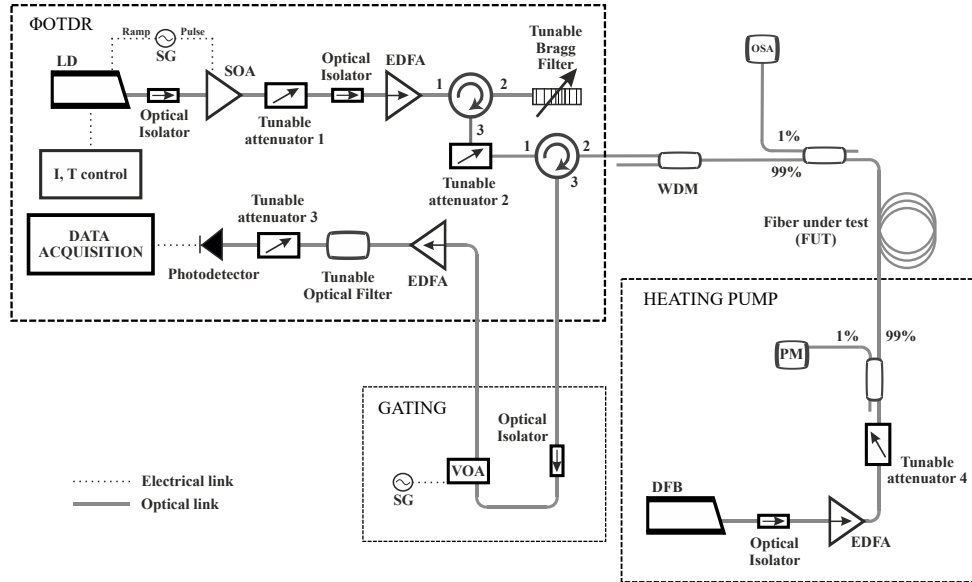 ΦOTDR
Ramp
Pulse
SG
LD
SOA
Optical
Isolator
Tunable
attenuator 1
Optical
Isolator
EDFA
1
2
3
Tunable
Bragg
Filter
I, T control
Tunable
attenuator 2
1
2
3
DATA
ACQUISITION
Photodetector
Tunable
attenuator 3
Tunable
Optical Filter
EDFA
WDM
OSA
1%
99%
Fiber under test
(FUT)
GATING
Optical
Isolator
VOA
SG
HEATING PUMP
PM
1%
99%
Tunable
attenuator 4
DFB
Optical
Isolator
EDFA
Electrical link
Optical link